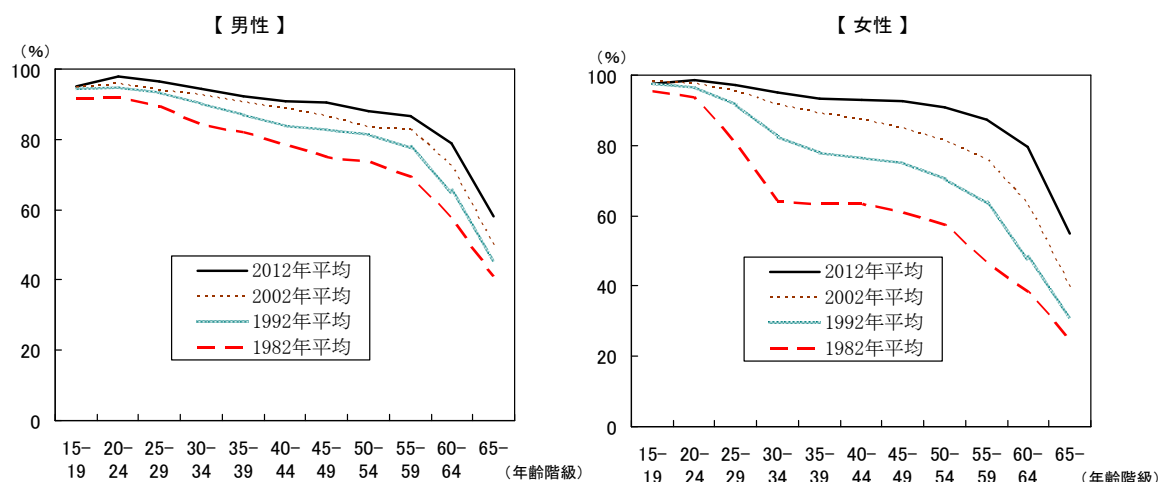 【 男性 】
(%)
100
80
60
40
20
0
2012年平均
2002年平均
1992年平均
1982年平均
15- 20- 25- 30- 35- 40- 45- 50- 55- 60- 65-
19 24 29 34 39 44 49 54 59 64 (年齢階級)
【 女性 】
(%)
100
80
60
40
20
0
2012年平均
2002年平均
1992年平均
1982年平均
15- 20- 25- 30- 35- 40- 45- 50- 55- 60- 65-
19 24 29 34 39 44 49 54 59 64 (年齢階級)